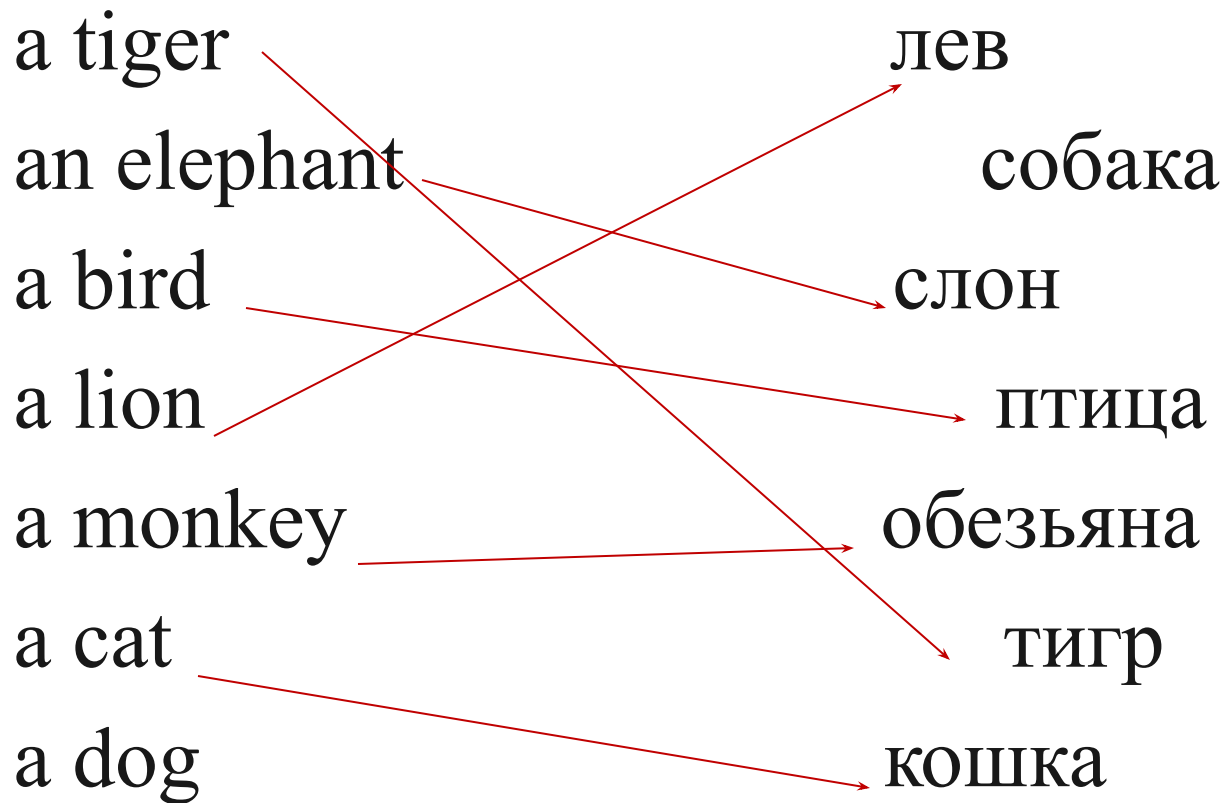 a tiger лев
an elephant собака
a bird слон
a lion птица
a monkey обезьяна
a cat тигр
a dog кошка